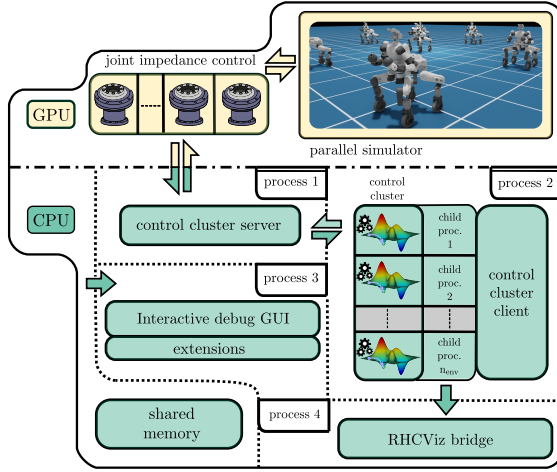 joint impedance control
GPU
parallel simulator
process 1
process 2
CPU
control cluster server
control
cluster
child
proc.
1
child
proc.
2
child
proc.
n_env
control
cluster
client
process 3
Interactive debug GUI
extensions
shared
memory
process 4
RHCViz bridge